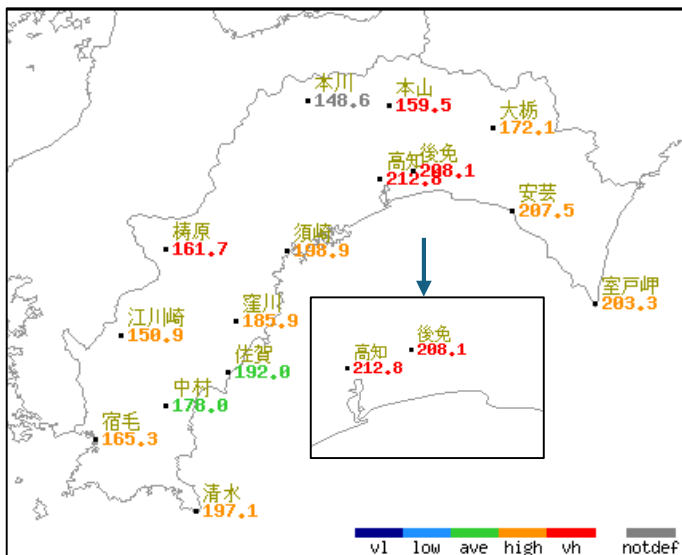 本川
148.6
本山
159.5
大栃
172.1
高知
212.8
後免
208.1
安芸
207.5
梼原
161.7
須崎
198.9
室戸岬
203.3
江川崎
150.9
窪川
185.9
佐賀
192.0
後免
208.1
高知
212.8
中村
178.0
宿毛
165.3
清水
197.1
vl low ave high vh notdef